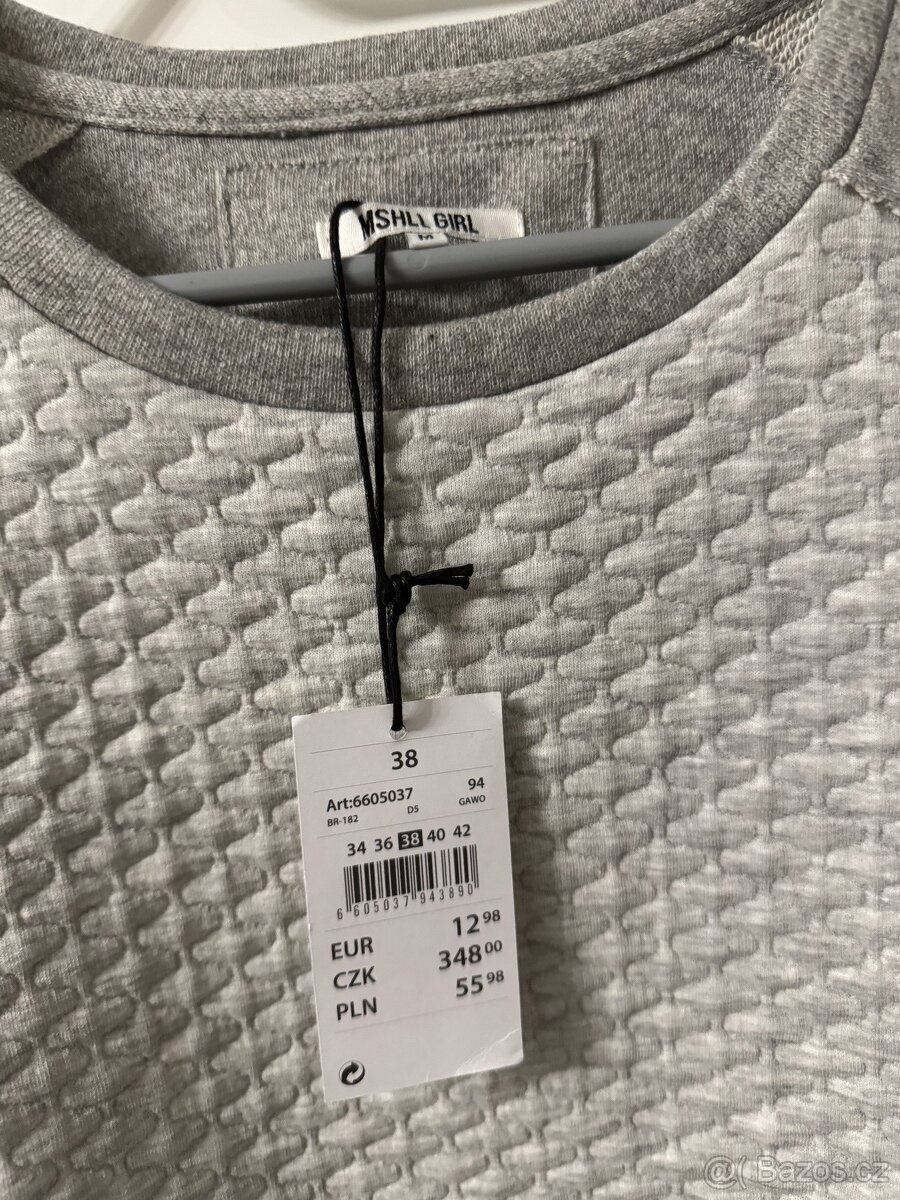 MSHLL GIRL
38
Art:6605037 94
BR-182 D5 GAWO
34 36 38 40 42
6 605037 943890
EUR 12 98
CZK 348 00
PLN 55 98
@( Bazos.cz